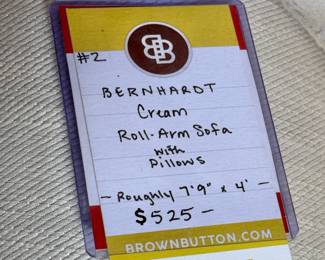 #2
BERNHARDT
Cream
Roll-Arm Sofa
with
Pillows
- Roughly 7'9" x 4' -
$525-
BROWNBUTTON.COM